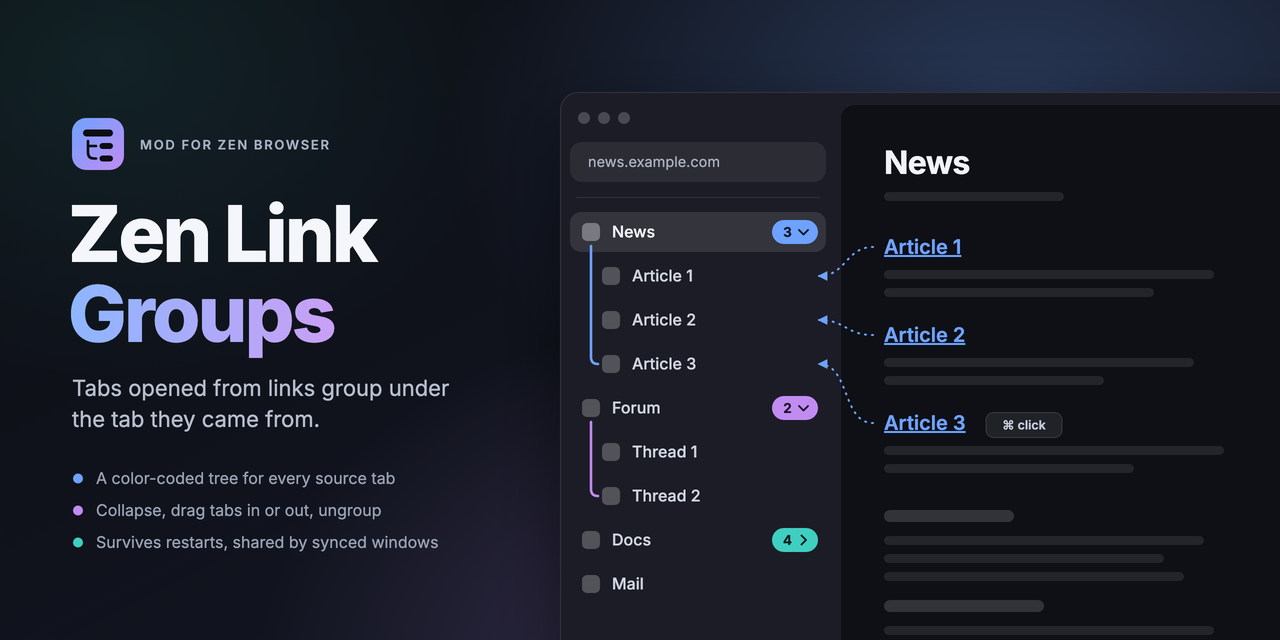 MOD FOR ZEN BROWSER
Zen Link
Groups
Tabs opened from links group under
the tab they came from.
A color-coded tree for every source tab
Collapse, drag tabs in or out, ungroup
Survives restarts, shared by synced windows
news.example.com
News 3
Article 1
Article 2
Article 3
Forum 2
Thread 1
Thread 2
Docs 4
Mail
News
Article 1
Article 2
Article 3 ⌘ click